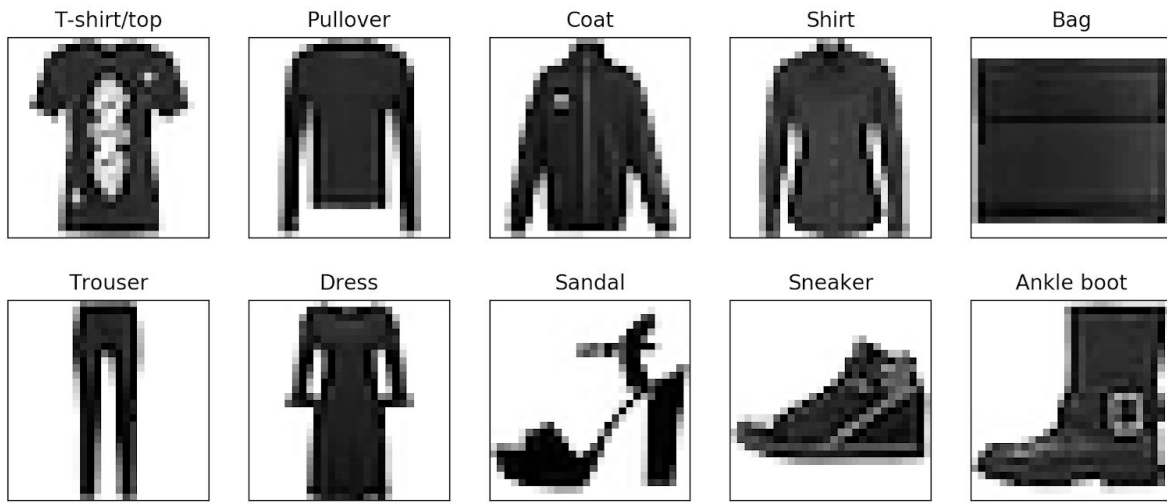 T-shirt/top
Pullover
Coat
Shirt
Bag
Trouser
Dress
Sandal
Sneaker
Ankle boot